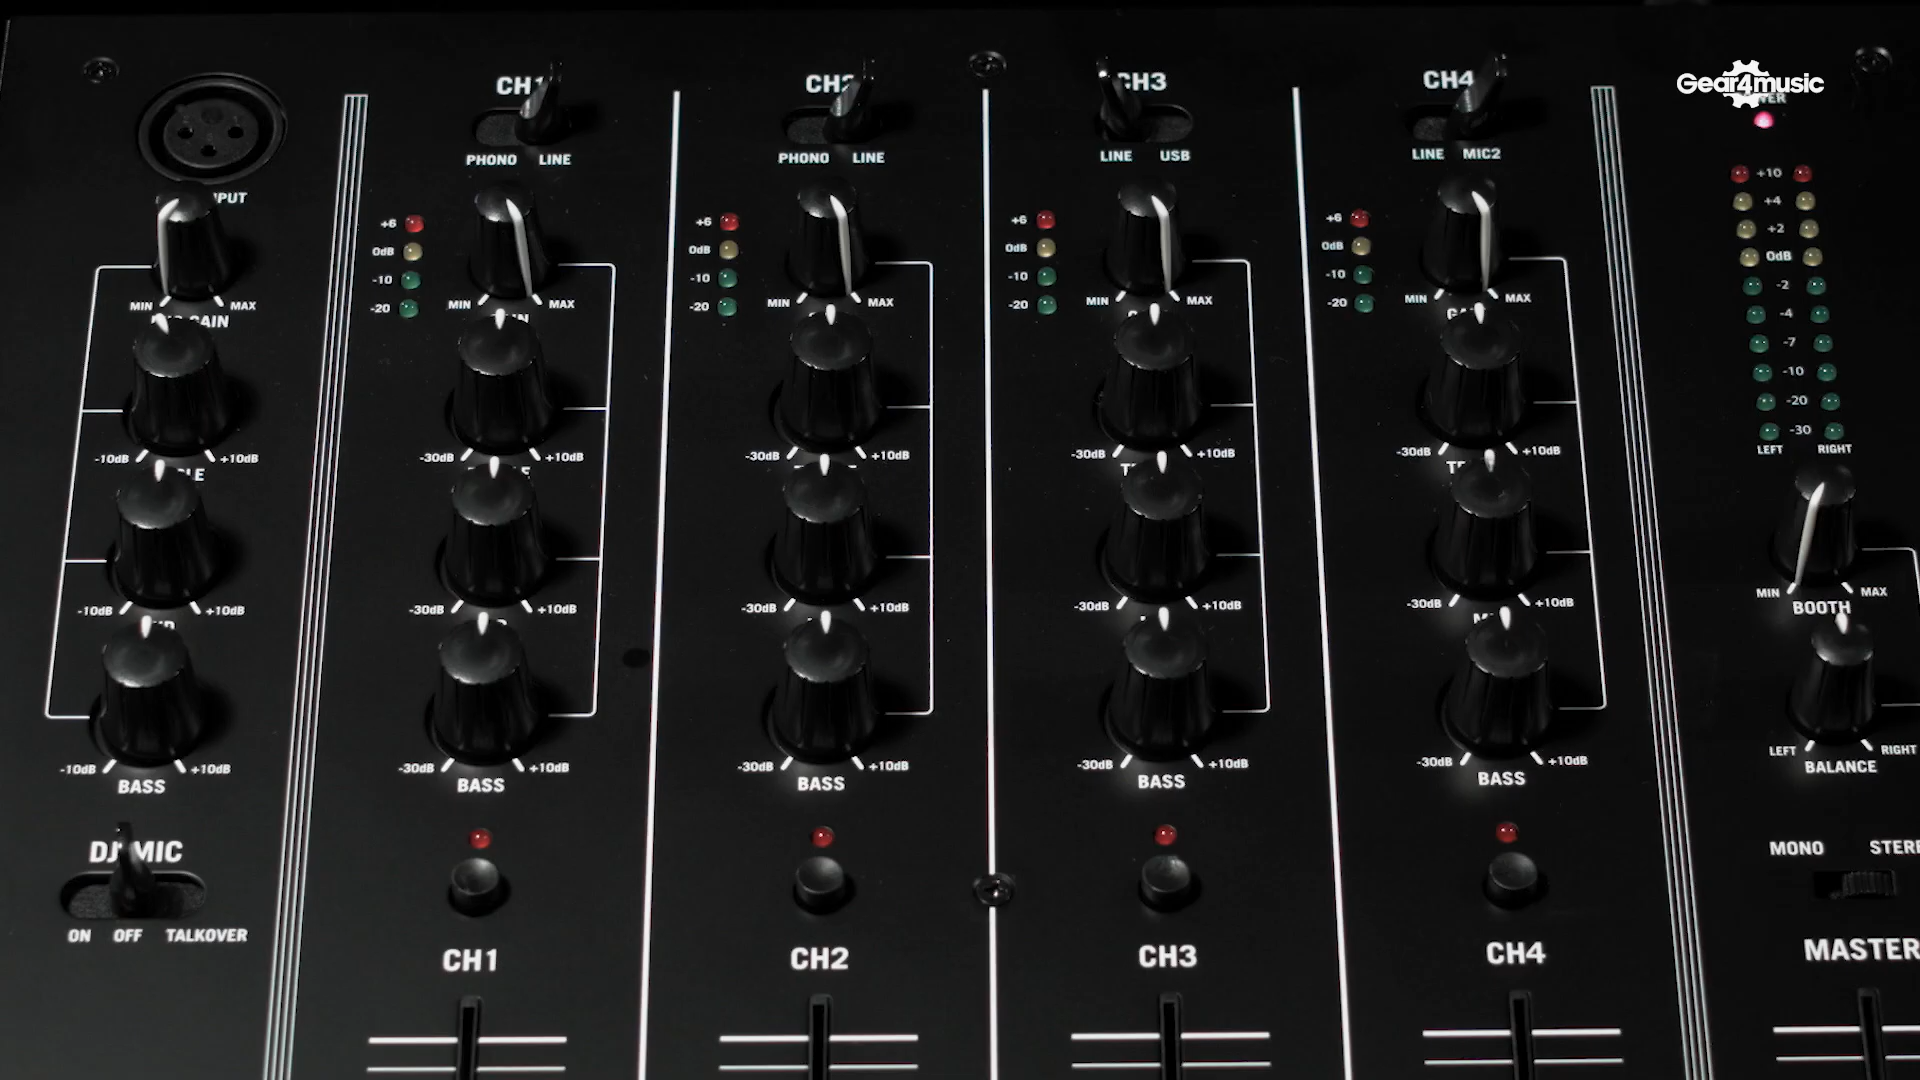 CH1 CH2 CH3 CH4
Gear4music
PHONO LINE PHONO LINE LINE USB LINE MIC2
+10
+4
+2
0dB
-2
-4
-7
-10
-20
-30
LEFT RIGHT
+6 +6 +6 +6
0dB 0dB 0dB 0dB
-10 -10 -10 -10
-20 -20 -20 -20
MIN MAX MIN MAX MIN MAX MIN MAX MIN MAX
-10dB +10dB -30dB +10dB -30dB +10dB -30dB +10dB -30dB +10dB
-10dB +10dB -30dB +10dB -30dB +10dB -30dB +10dB -30dB +10dB
MIN MAX
BOOTH
-10dB +10dB -30dB +10dB -30dB +10dB -30dB +10dB -30dB +10dB
BASS BASS BASS BASS BASS
LEFT RIGHT
BALANCE
DJ MIC
ON OFF TALKOVER
MONO
CH1 CH2 CH3 CH4 MASTER